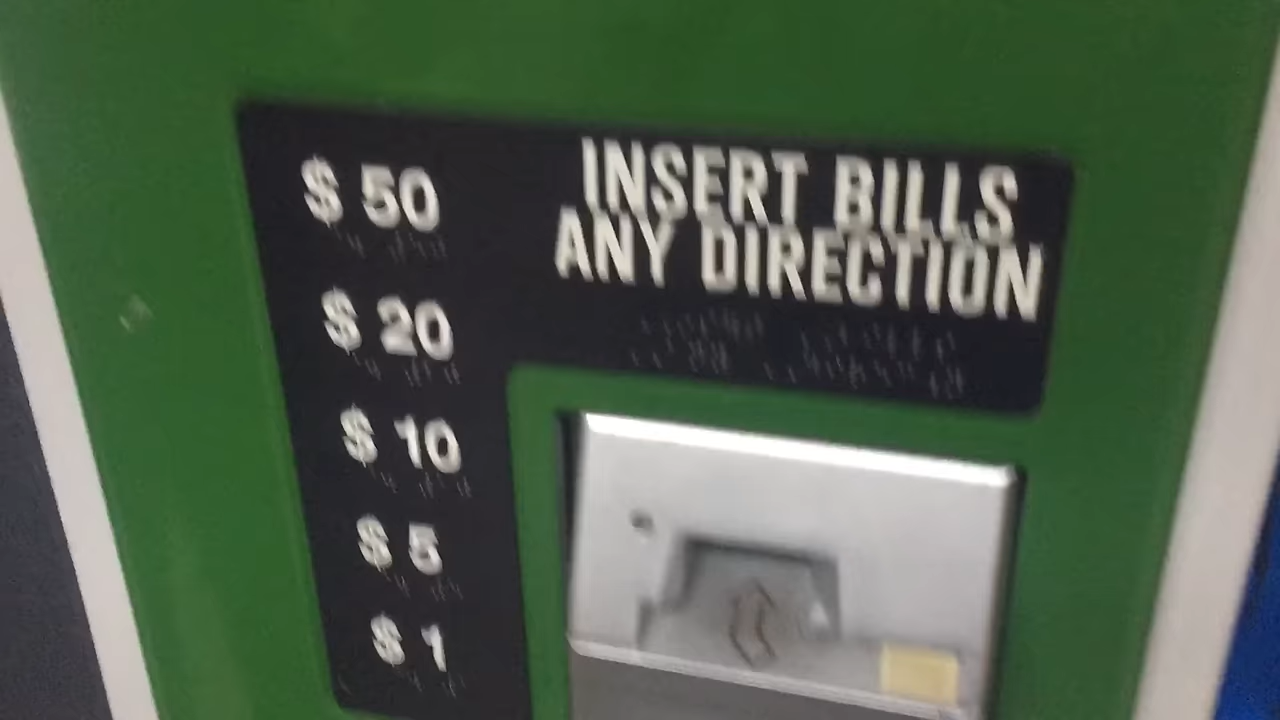 $ 50
$ 20
$ 10
$ 5
$ 1
INSERT BILLS
ANY DIRECTION